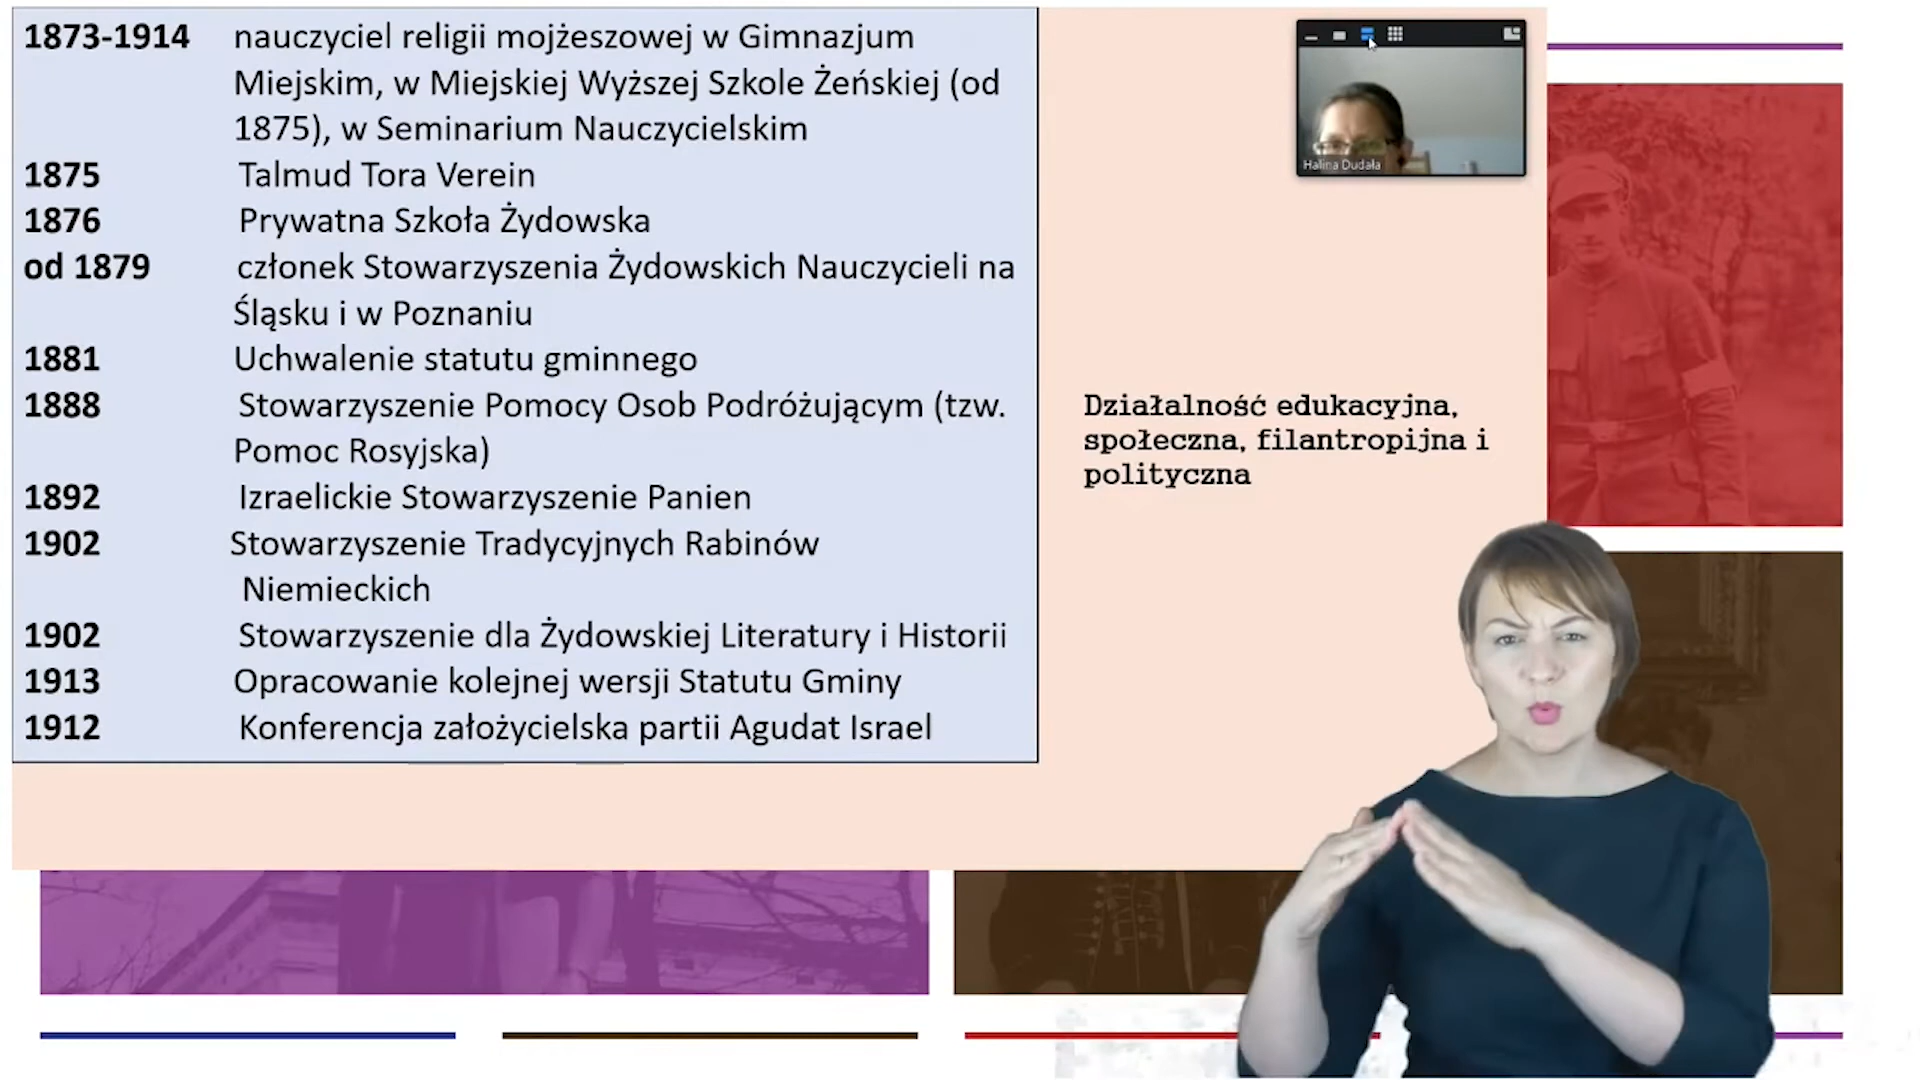 1873-1914 nauczyciel religii mojżeszowej w Gimnazjum
Miejskim, w Miejskiej Wyższej Szkole Żeńskiej (od
1875), w Seminarium Nauczycielskim
1875 Talmud Tora Verein
1876 Prywatna Szkoła Żydowska
od 1879 członek Stowarzyszenia Żydowskich Nauczycieli na
Śląsku i w Poznaniu
1881 Uchwalenie statutu gminnego
1888 Stowarzyszenie Pomocy Osob Podróżującym (tzw.
Pomoc Rosyjska)
1892 Izraelickie Stowarzyszenie Panien
1902 Stowarzyszenie Tradycyjnych Rabinów
Niemieckich
1902 Stowarzyszenie dla Żydowskiej Literatury i Historii
1913 Opracowanie kolejnej wersji Statutu Gminy
1912 Konferencja założycielska partii Agudat Israel
Działalność edukacyjna,
społeczna, filantropijna i
polityczna
Halina Dudała